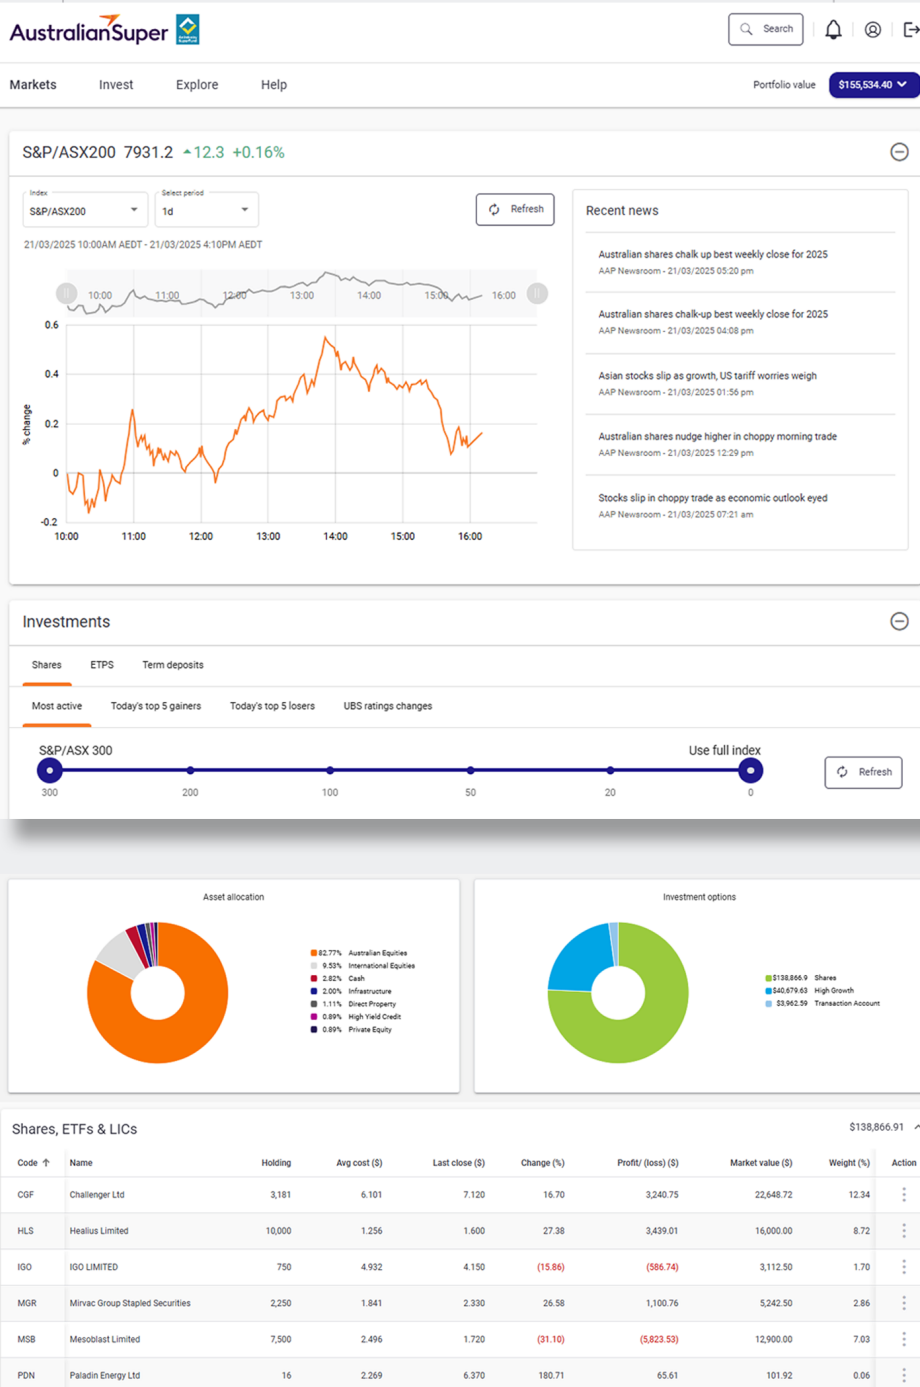 AustralianSuper
Search
Markets
Invest
Explore
Help
Portfolio value
$155,534.40
S&P/ASX200 7931.2 12.3 +0.16%
Index
S&P/ASX200
Select period
1d
Refresh
21/03/2025 10:00AM AEDT - 21/03/2025 4:10PM AEDT
10:00 11:00 12:00 13:00 14:00 15:00 16:00
% change
0.6
0.4
0.2
0
-0.2
10:00 11:00 12:00 13:00 14:00 15:00 16:00
Recent news
Australian shares chalk up best weekly close for 2025
AAP Newsroom - 21/03/2025 05:20 pm
Australian shares chalk-up best weekly close for 2025
AAP Newsroom - 21/03/2025 04:08 pm
Asian stocks slip as growth, US tariff worries weigh
AAP Newsroom - 21/03/2025 01:56 pm
Australian shares nudge higher in choppy morning trade
AAP Newsroom - 21/03/2025 12:29 pm
Stocks slip in choppy trade as economic outlook eyed
AAP Newsroom - 21/03/2025 07:21 am
Investments
Shares ETPS Term deposits
Most active Today's top 5 gainers Today's top 5 losers UBS ratings changes
S&P/ASX 300 Use full index
300 200 100 50 20 0
Refresh
Asset allocation
82.77% Australian Equities
9.53% International Equities
2.82% Cash
2.00% Infrastructure
1.11% Direct Property
0.89% High Yield Credit
0.89% Private Equity
Investment options
$138,866.9 Shares
$40,679.63 High Growth
$3,962.59 Transaction Account
Shares, ETFs & LICs $138,866.91
Code Name Holding Avg cost ($) Last close ($) Change (%) Profit/ (loss) ($) Market value ($) Weight (%) Action
CGF Challenger Ltd 3,181 6.101 7.120 16.70 3,240.75 22,648.72 12.34
HLS Healius Limited 10,000 1.256 1.600 27.38 3,439.01 16,000.00 8.72
IGO IGO LIMITED 750 4.932 4.150 (15.86) (586.74) 3,112.50 1.70
MGR Mirvac Group Stapled Securities 2,250 1.841 2.330 26.58 1,100.76 5,242.50 2.86
MSB Mesoblast Limited 7,500 2.496 1.720 (31.10) (5,823.53) 12,900.00 7.03
PDN Paladin Energy Ltd 16 2.269 6.370 180.71 65.61 101.92 0.06